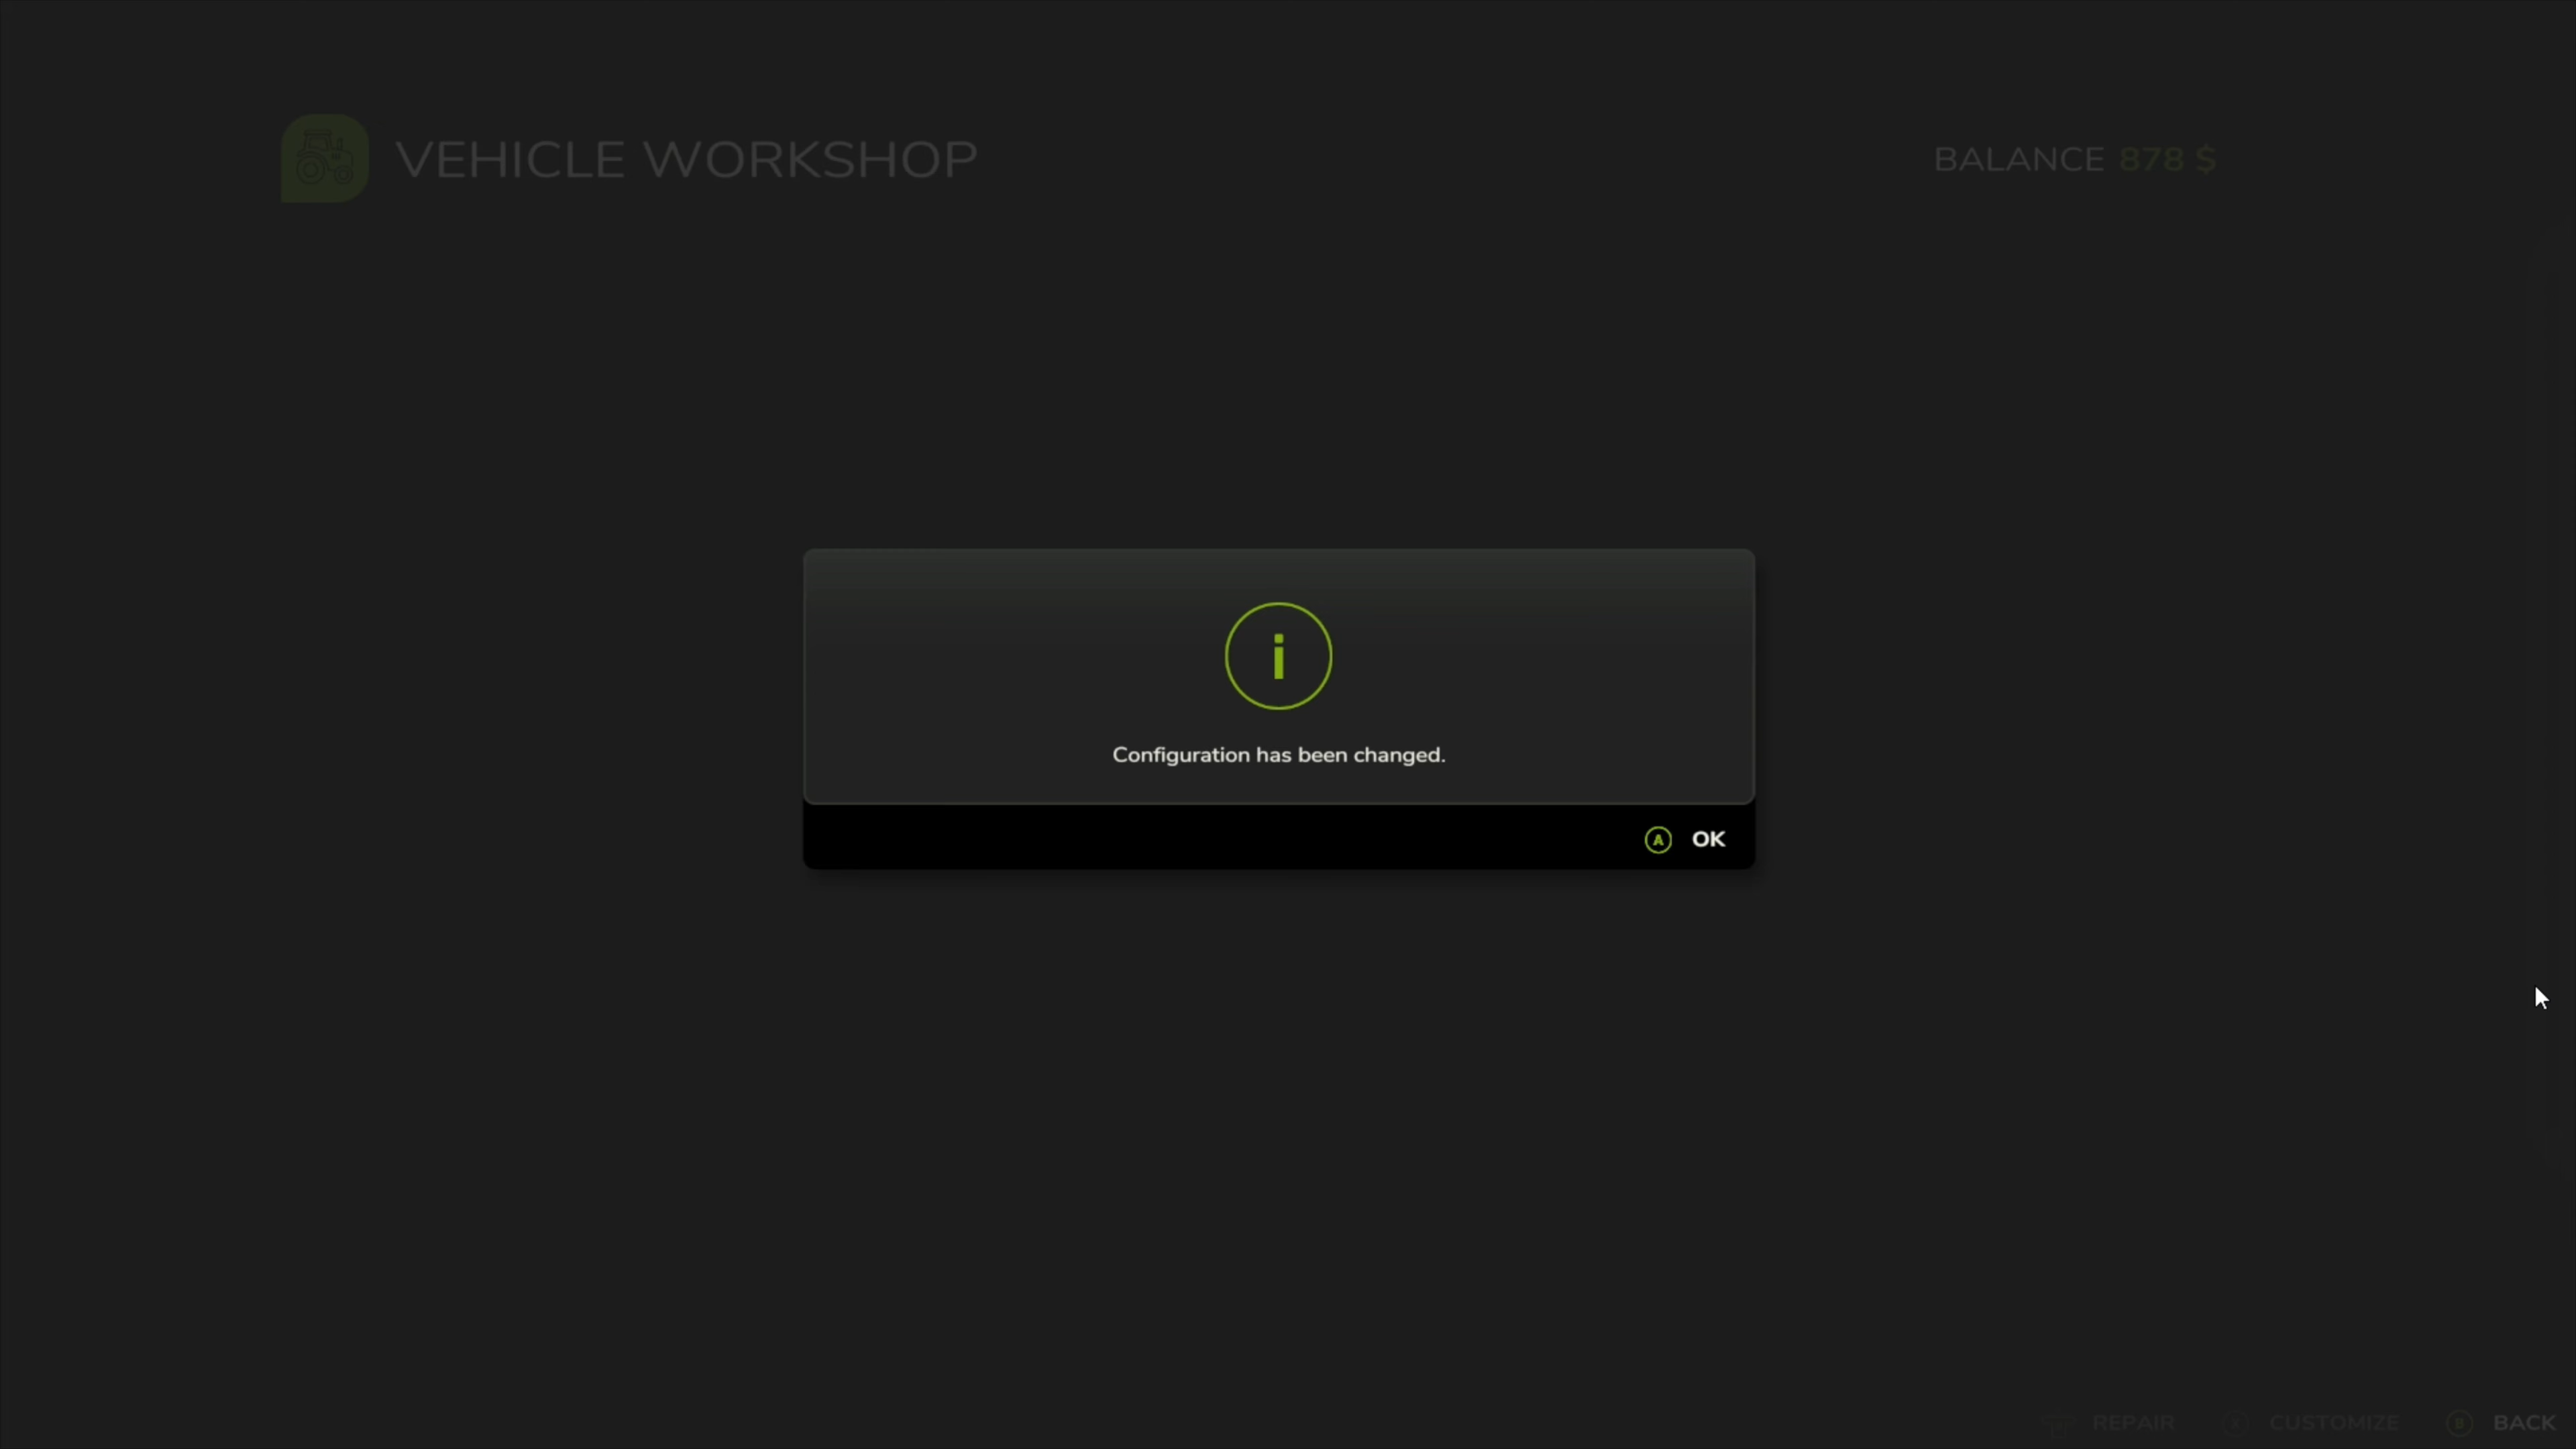 VEHICLE WORKSHOP
BALANCE 878 $
i
Configuration has been changed.
A OK
REPAIR X CUSTOMIZE B BACK